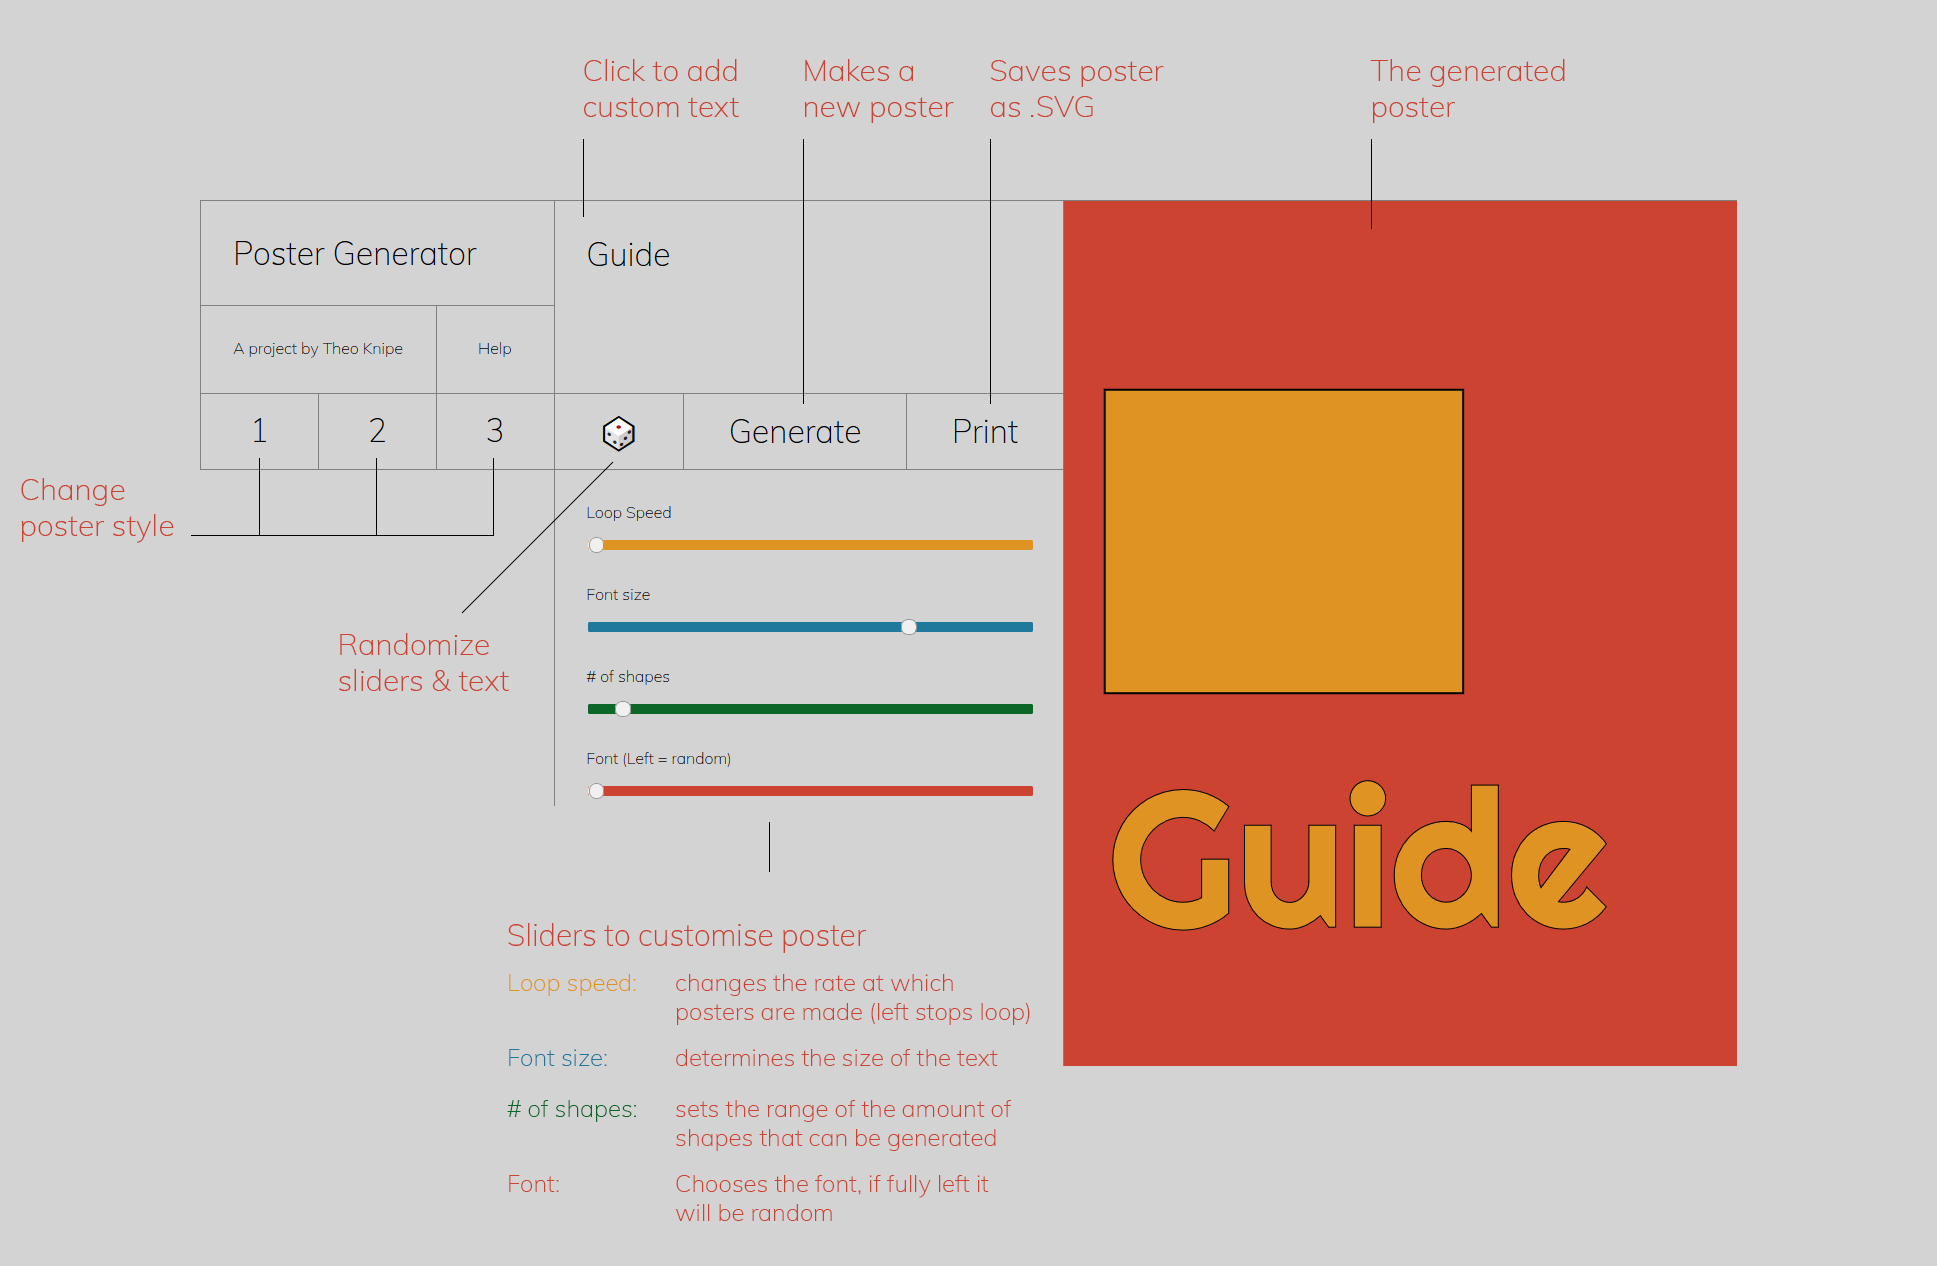 Click to add
custom text
Makes a
new poster
Saves poster
as .SVG
The generated
poster
Poster Generator
Guide
A project by Theo Knipe
Help
1
2
3
Generate
Print
Change
poster style
Randomize
sliders & text
Loop Speed
Font size
# of shapes
Font (Left = random)
Guide
Sliders to customise poster
Loop speed: changes the rate at which
posters are made (left stops loop)
Font size: determines the size of the text
# of shapes: sets the range of the amount of
shapes that can be generated
Font: Chooses the font, if fully left it
will be random